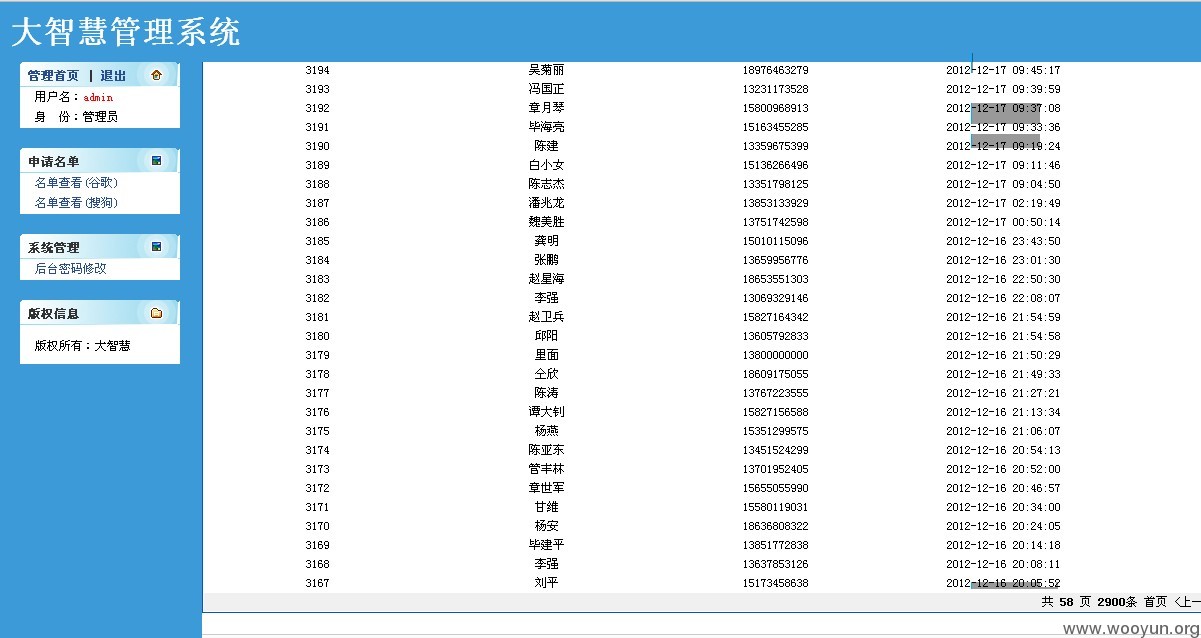 大智慧管理系统
管理首页 | 退出
用户名：admin
身 份：管理员
申请名单
名单查看(谷歌)
名单查看(搜狗)
系统管理
后台密码修改
版权信息
版权所有：大智慧
3194 吴菊丽 18976463279 2012-12-17 09:45:17
3193 冯国正 13231173528 2012-12-17 09:39:59
3192 章月琴 15800968913 2012-12-17 09:37:08
3191 毕海亮 15163455285 2012-12-17 09:33:36
3190 陈建 13359675399 2012-12-17 09:19:24
3189 白小女 15136266496 2012-12-17 09:11:46
3188 陈志杰 13351798125 2012-12-17 09:04:50
3187 潘兆龙 13853133929 2012-12-17 02:19:49
3186 魏美胜 13751742598 2012-12-17 00:50:14
3185 龚明 15010115096 2012-12-16 23:43:50
3184 张鹏 13659956776 2012-12-16 23:01:30
3183 赵星海 18653551303 2012-12-16 22:50:30
3182 李强 13069329146 2012-12-16 22:08:07
3181 赵卫兵 15827164342 2012-12-16 21:54:59
3180 邱阳 13605792833 2012-12-16 21:54:58
3179 里面 13800000000 2012-12-16 21:50:29
3178 仝欣 18609175055 2012-12-16 21:49:33
3177 陈涛 13767223555 2012-12-16 21:27:21
3176 谭大钊 15827156588 2012-12-16 21:13:34
3175 杨燕 15351299575 2012-12-16 21:06:07
3174 陈亚东 13451524299 2012-12-16 20:54:13
3173 管丰林 13701952405 2012-12-16 20:52:00
3172 章世军 15655055990 2012-12-16 20:46:57
3171 甘维 15580119031 2012-12-16 20:34:00
3170 杨安 18636808322 2012-12-16 20:24:05
3169 毕建平 13851772838 2012-12-16 20:14:18
3168 李强 13637853126 2012-12-16 20:08:11
3167 刘平 15173458638 2012-12-16 20:05:52
共 58 页 2900条 首页 <上一
www.wooyun.org